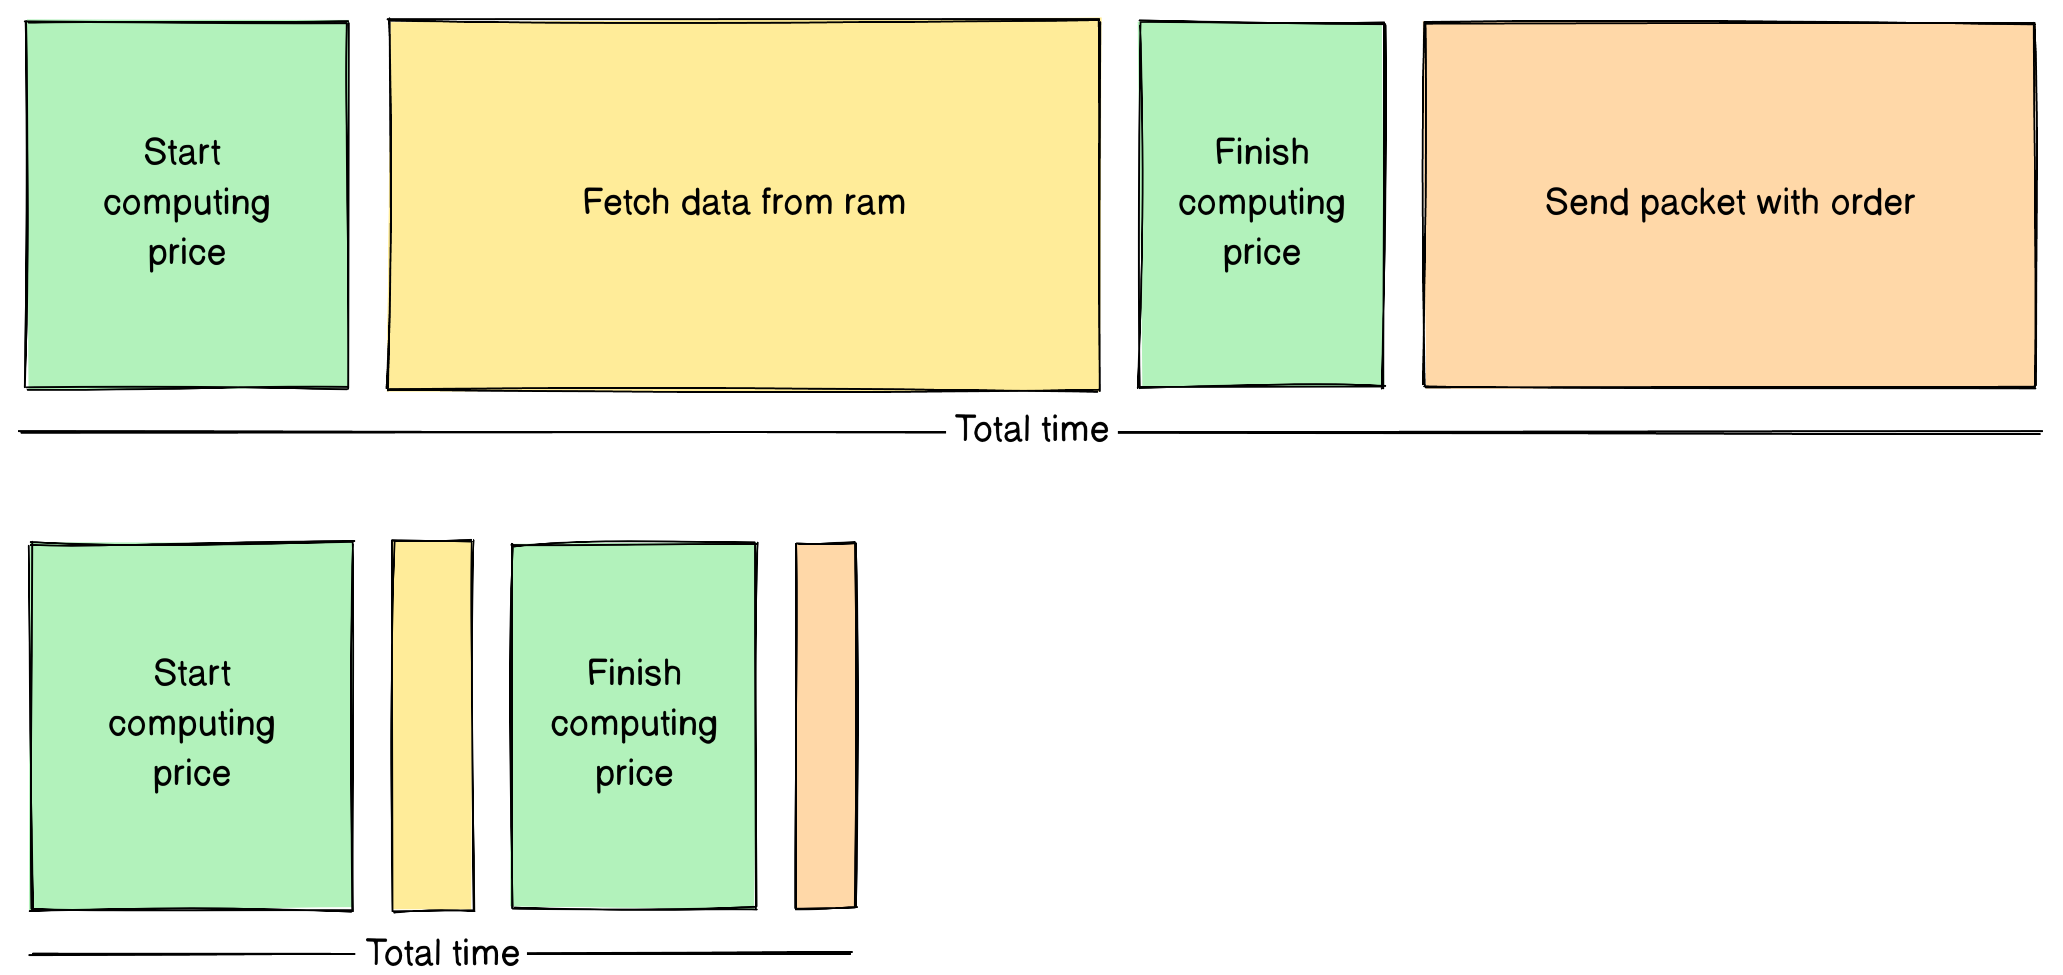 Start
computing
price
Fetch data from ram
Finish
computing
price
Send packet with order
Total time
Start
computing
price
Finish
computing
price
Total time